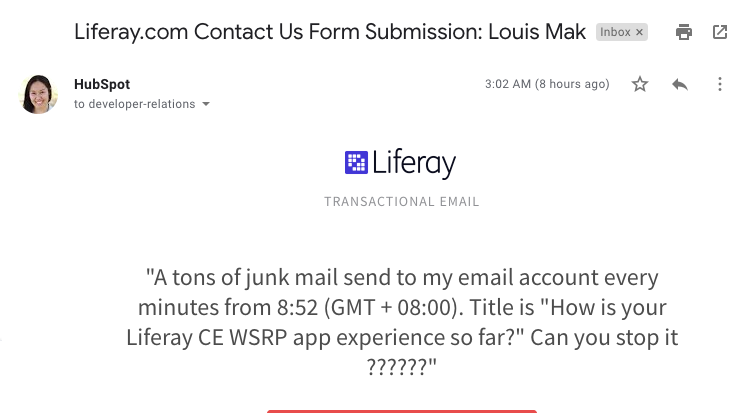 Liferay.com Contact Us Form Submission: Louis Mak Inbox ×
HubSpot 3:02 AM (8 hours ago)
to developer-relations
Liferay
TRANSACTIONAL EMAIL
"A tons of junk mail send to my email account every
minutes from 8:52 (GMT + 08:00). Title is "How is your
Liferay CE WSRP app experience so far?" Can you stop it
??????"